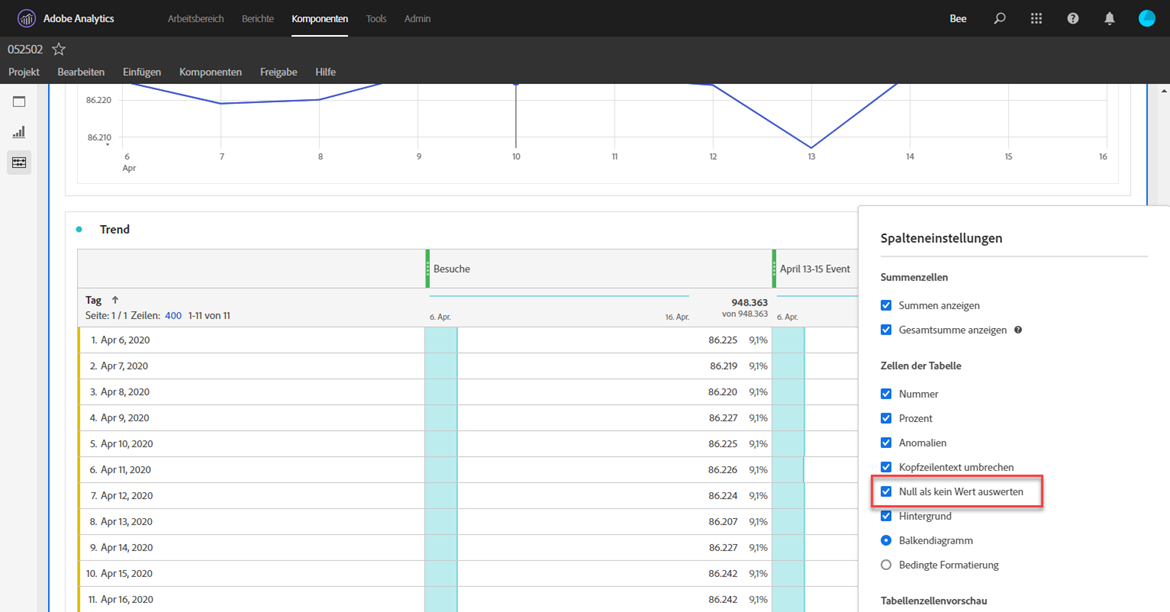 Adobe Analytics Arbeitsbereich Berichte Komponenten Tools Admin Bee
052502
Projekt Bearbeiten Einfügen Komponenten Freigabe Hilfe
86.220
86.210
6 7 8 9 10 11 12 13 14 15 16
Apr
Trend
Besuche April 13-15 Event
Tag 948.363
Seite: 1 / 1 Zeilen: 400 1-11 von 11 6. Apr. 16. Apr. von 948.363 6. Apr.
1. Apr 6, 2020 86.225 9,1%
2. Apr 7, 2020 86.219 9,1%
3. Apr 8, 2020 86.220 9,1%
4. Apr 9, 2020 86.227 9,1%
5. Apr 10, 2020 86.225 9,1%
6. Apr 11, 2020 86.226 9,1%
7. Apr 12, 2020 86.224 9,1%
8. Apr 13, 2020 86.207 9,1%
9. Apr 14, 2020 86.227 9,1%
10. Apr 15, 2020 86.242 9,1%
11. Apr 16, 2020 86.242 9,1%
Spalteneinstellungen
Summenzellen
Summen anzeigen
Gesamtsumme anzeigen
Zellen der Tabelle
Nummer
Prozent
Anomalien
Kopfzeilentext umbrechen
Null als kein Wert auswerten
Hintergrund
Balkendiagramm
Bedingte Formatierung
Tabellenzellenvorschau